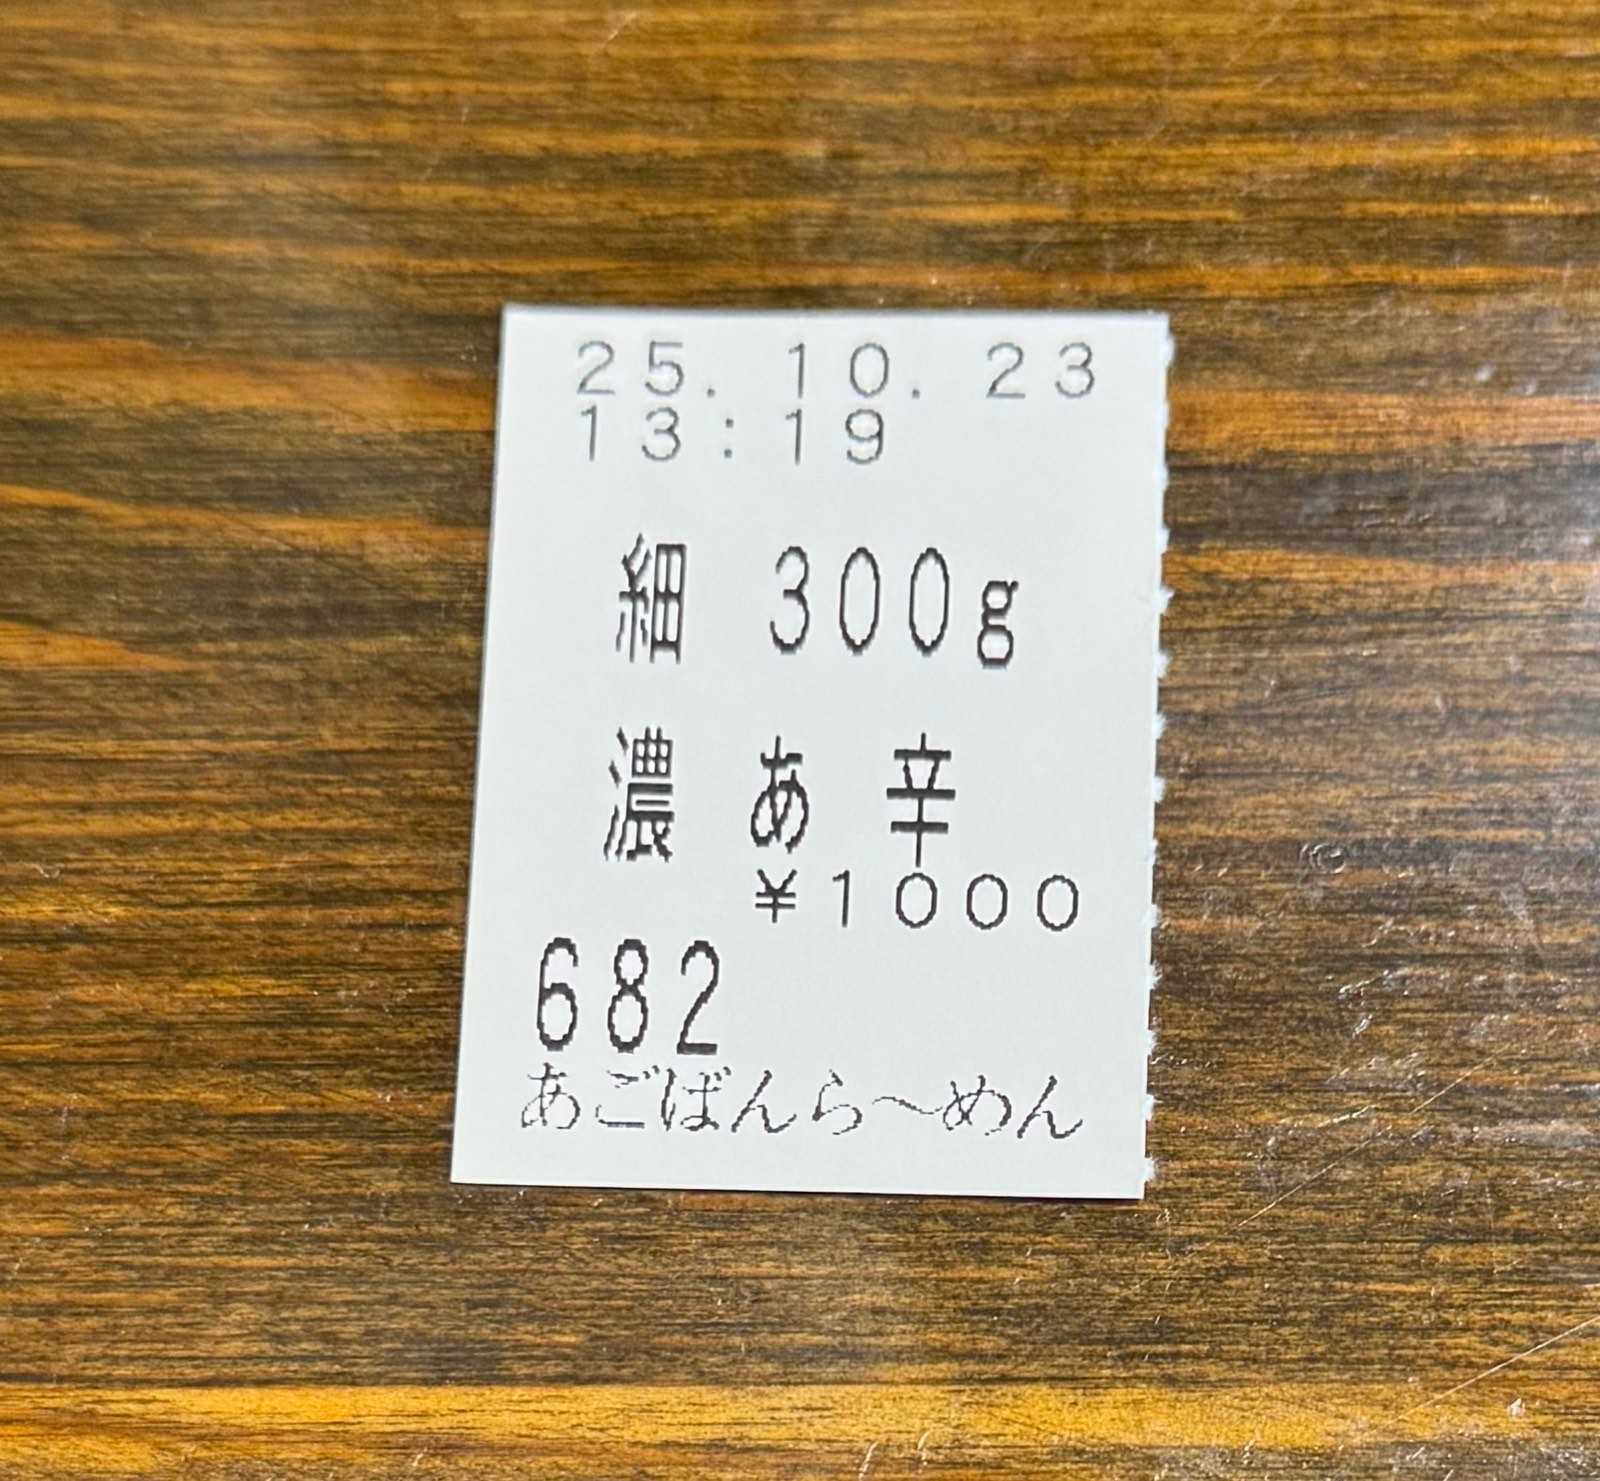 25. 10. 23
13:19
細 300g
濃 あ 辛
¥1000
682
あごばんら～めん